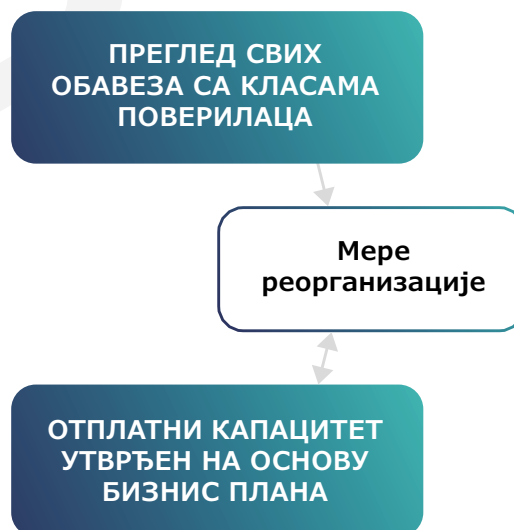 ПРЕГЛЕД СВИХ
ОБАВЕЗА СА КЛАСАМА
ПОВЕРИЛАЦА
Мере
реорганизације
ОТПЛАТНИ КАПАЦИТЕТ
УТВРЂЕН НА ОСНОВУ
БИЗНИС ПЛАНА